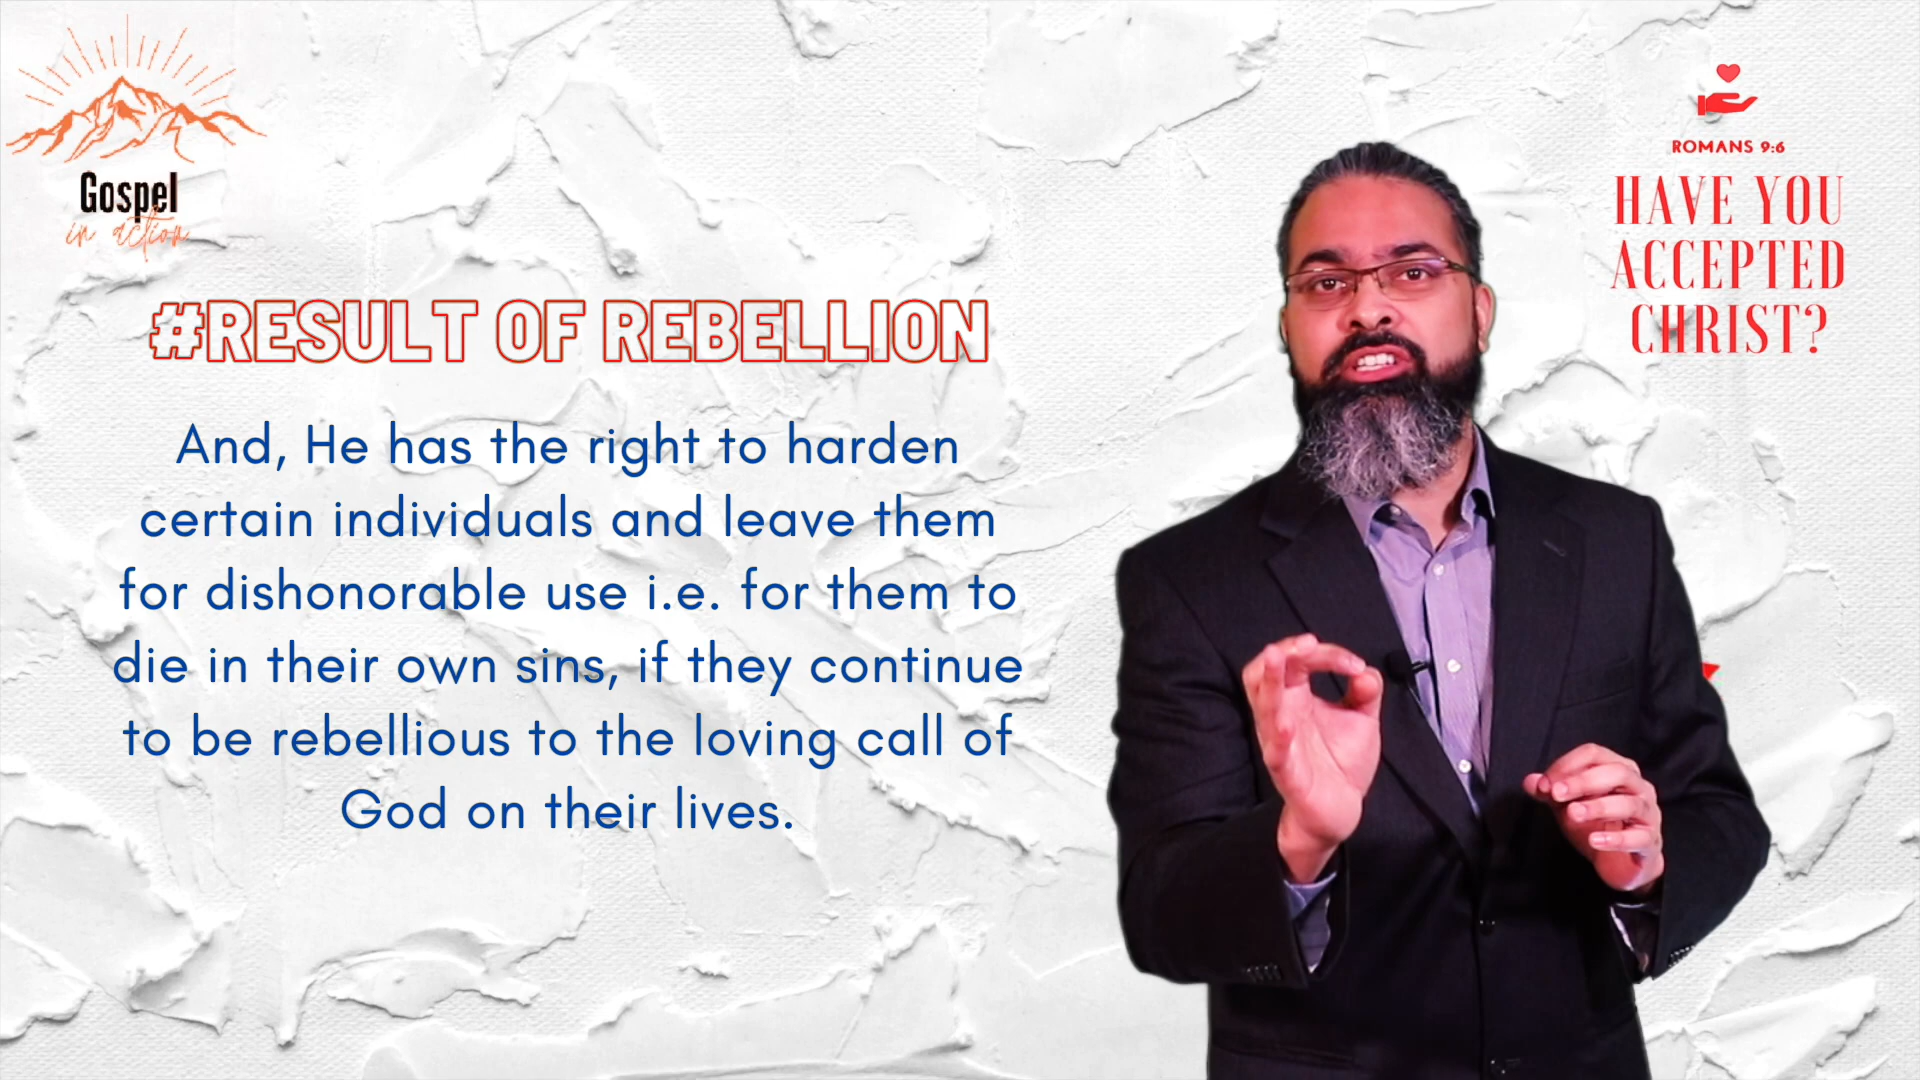 Gospel
in action
ROMANS 9:6
HAVE YOU
ACCEPTED
CHRIST?
#RESULT OF REBELLION
And, He has the right to harden
certain individuals and leave them
for dishonorable use i.e. for them to
die in their own sins, if they continue
to be rebellious to the loving call of
God on their lives.